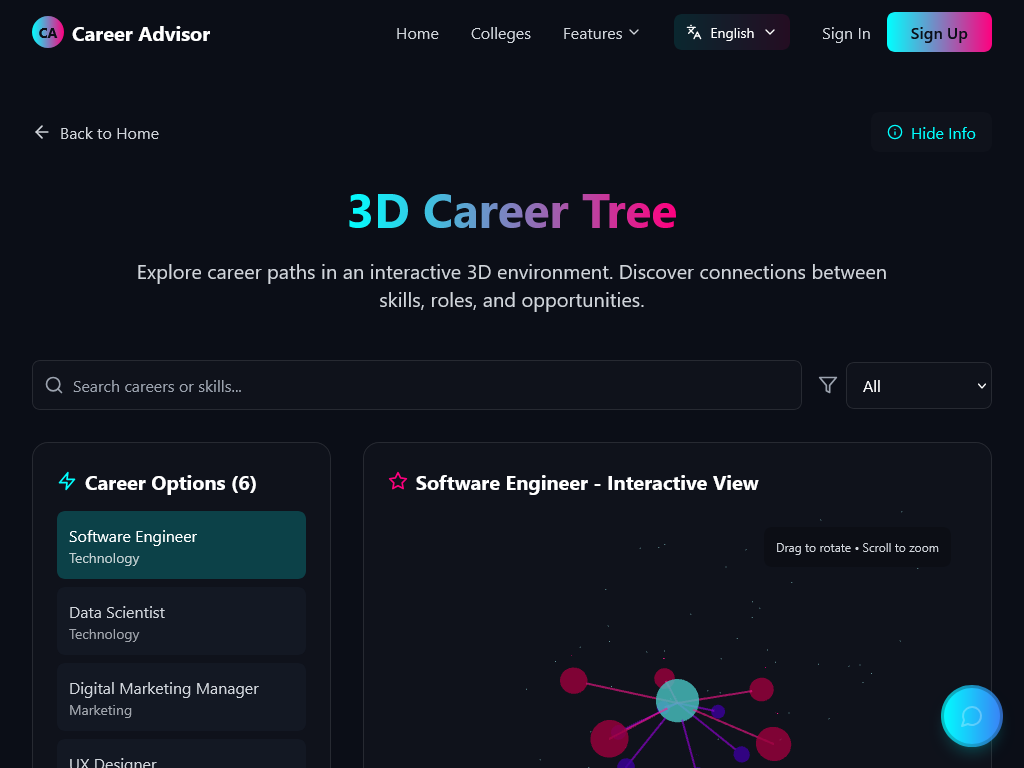 CA Career Advisor
Home
Colleges
Features
English
Sign In
Sign Up
Back to Home
Hide Info
3D Career Tree
Explore career paths in an interactive 3D environment. Discover connections between
skills, roles, and opportunities.
Search careers or skills...
All
Career Options (6)
Software Engineer
Technology
Data Scientist
Technology
Digital Marketing Manager
Marketing
UX Designer
Software Engineer - Interactive View
Drag to rotate • Scroll to zoom